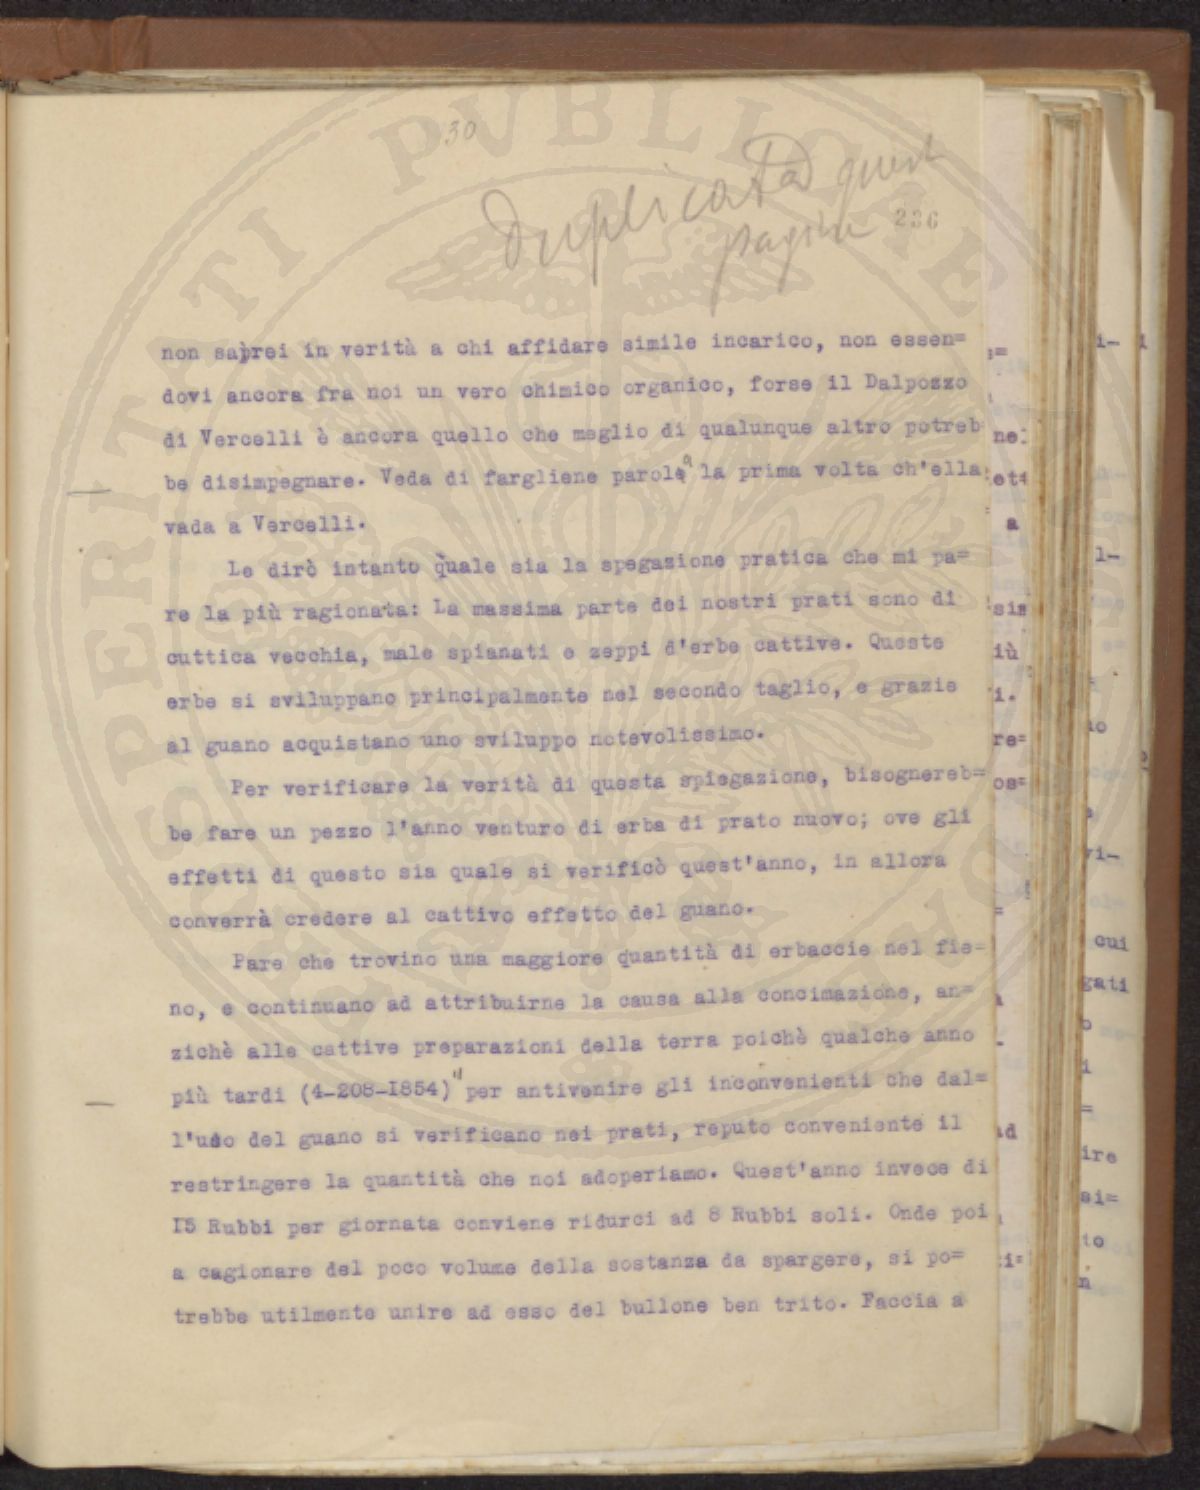 30
Duplicata questa
pagina 236
non saprei in verità a chi affidare simile incarico, non essen=
dovi ancora fra noi un vero chimico organico, forse il Dalpozzo
di Vercelli è ancora quello che meglio di qualunque altro potreb
be disimpegnare. Veda di fargliene parola la prima volta ch'ella
vada a Vercelli.
Le dirò intanto quale sia la spegazione pratica che mi pa=
re la più ragionata: La massima parte dei nostri prati sono di
cuttica vecchia, male spianati e zeppi d'erbe cattive. Queste
erbe si sviluppano principalmente nel secondo taglio, e grazie
al guano acquistano uno sviluppo notevolissimo.
Per verificare la verità di questa spiegazione, bisognereb=
be fare un pezzo l'anno venturo di erba di prato nuovo; ove gli
effetti di questo sia quale si verificò quest'anno, in allora
converrà credere al cattivo effetto del guano.
Pare che trovino una maggiore quantità di erbaccie nel fie=
no, e continuano ad attribuirne la causa alla concimazione, an=
zichè alle cattive preparazioni della terra poichè qualche anno
più tardi (4-208-I854) " per antivenire gli inconvenienti che dal=
l'uso del guano si verificano nei prati, reputo conveniente il
restringere la quantità che noi adoperiamo. Quest'anno invece di
I5 Rubbi per giornata conviene ridurci ad 8 Rubbi soli. Onde poi
a cagionare del poco volume della sostanza da spargere, si po=
trebbe utilmente unire ad esso del bullone ben trito. Faccia a